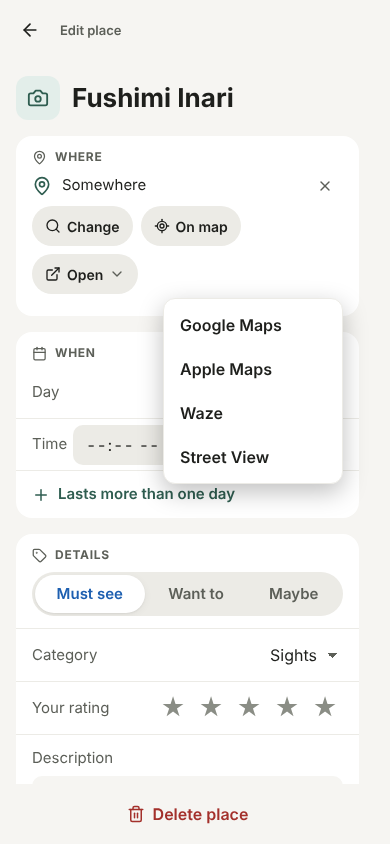 Edit place
Fushimi Inari
WHERE
Somewhere
Change
On map
Open
Google Maps
Apple Maps
Waze
Street View
WHEN
Day
Time --:-- --
Lasts more than one day
DETAILS
Must see Want to Maybe
Category Sights
Your rating
Description
Delete place